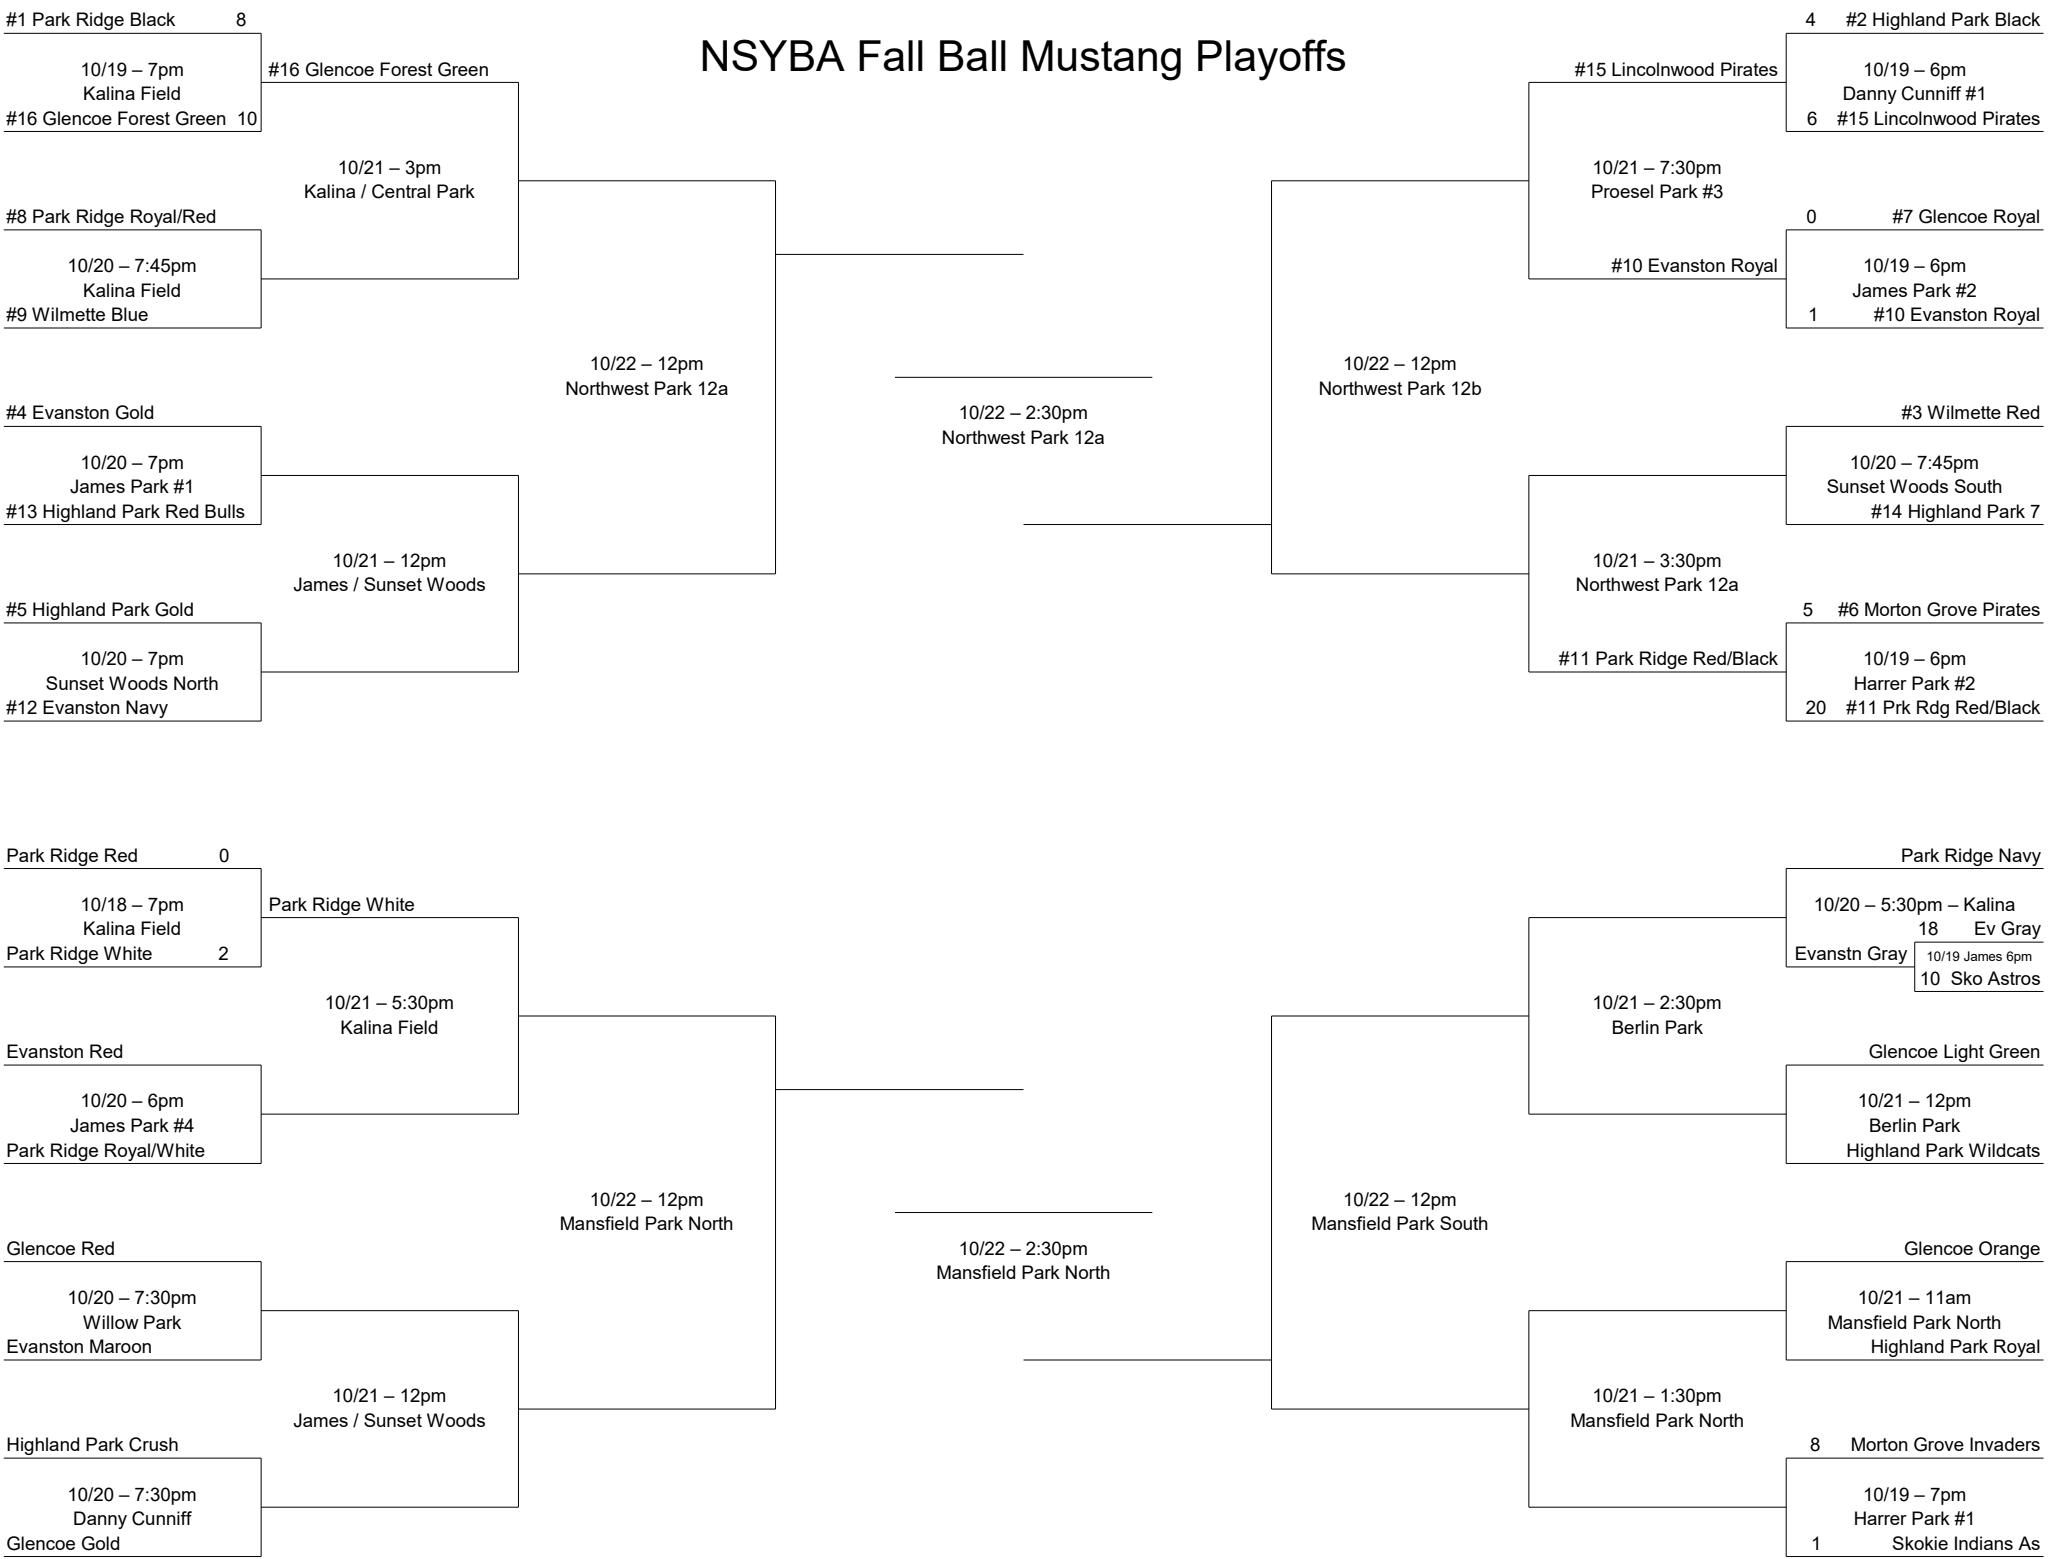 NSYBA Fall Ball Mustang Playoffs
#1 Park Ridge Black 8
10/19 – 7pm
Kalina Field
#16 Glencoe Forest Green 10
#16 Glencoe Forest Green
10/21 – 3pm
Kalina / Central Park
#8 Park Ridge Royal/Red
10/20 – 7:45pm
Kalina Field
#9 Wilmette Blue
10/22 – 12pm
Northwest Park 12a
#4 Evanston Gold
10/20 – 7pm
James Park #1
#13 Highland Park Red Bulls
10/21 – 12pm
James / Sunset Woods
#5 Highland Park Gold
10/20 – 7pm
Sunset Woods North
#12 Evanston Navy
10/22 – 2:30pm
Northwest Park 12a
4 #2 Highland Park Black
10/19 – 6pm
Danny Cunniff #1
6 #15 Lincolnwood Pirates
#15 Lincolnwood Pirates
10/21 – 7:30pm
Proesel Park #3
0 #7 Glencoe Royal
10/19 – 6pm
James Park #2
1 #10 Evanston Royal
#10 Evanston Royal
10/22 – 12pm
Northwest Park 12b
#3 Wilmette Red
10/20 – 7:45pm
Sunset Woods South
#14 Highland Park 7
10/21 – 3:30pm
Northwest Park 12a
5 #6 Morton Grove Pirates
10/19 – 6pm
Harrer Park #2
20 #11 Prk Rdg Red/Black
#11 Park Ridge Red/Black
Park Ridge Red 0
10/18 – 7pm
Kalina Field
Park Ridge White 2
Park Ridge White
10/21 – 5:30pm
Kalina Field
Evanston Red
10/20 – 6pm
James Park #4
Park Ridge Royal/White
10/22 – 12pm
Mansfield Park North
Glencoe Red
10/20 – 7:30pm
Willow Park
Evanston Maroon
10/21 – 12pm
James / Sunset Woods
Highland Park Crush
10/20 – 7:30pm
Danny Cunniff
Glencoe Gold
10/22 – 2:30pm
Mansfield Park North
Park Ridge Navy
10/20 – 5:30pm – Kalina
18 Ev Gray
Evanstn Gray
10/19 James 6pm
10 Sko Astros
10/21 – 2:30pm
Berlin Park
Glencoe Light Green
10/21 – 12pm
Berlin Park
Highland Park Wildcats
10/22 – 12pm
Mansfield Park South
Glencoe Orange
10/21 – 11am
Mansfield Park North
Highland Park Royal
10/21 – 1:30pm
Mansfield Park North
8 Morton Grove Invaders
10/19 – 7pm
Harrer Park #1
1 Skokie Indians As